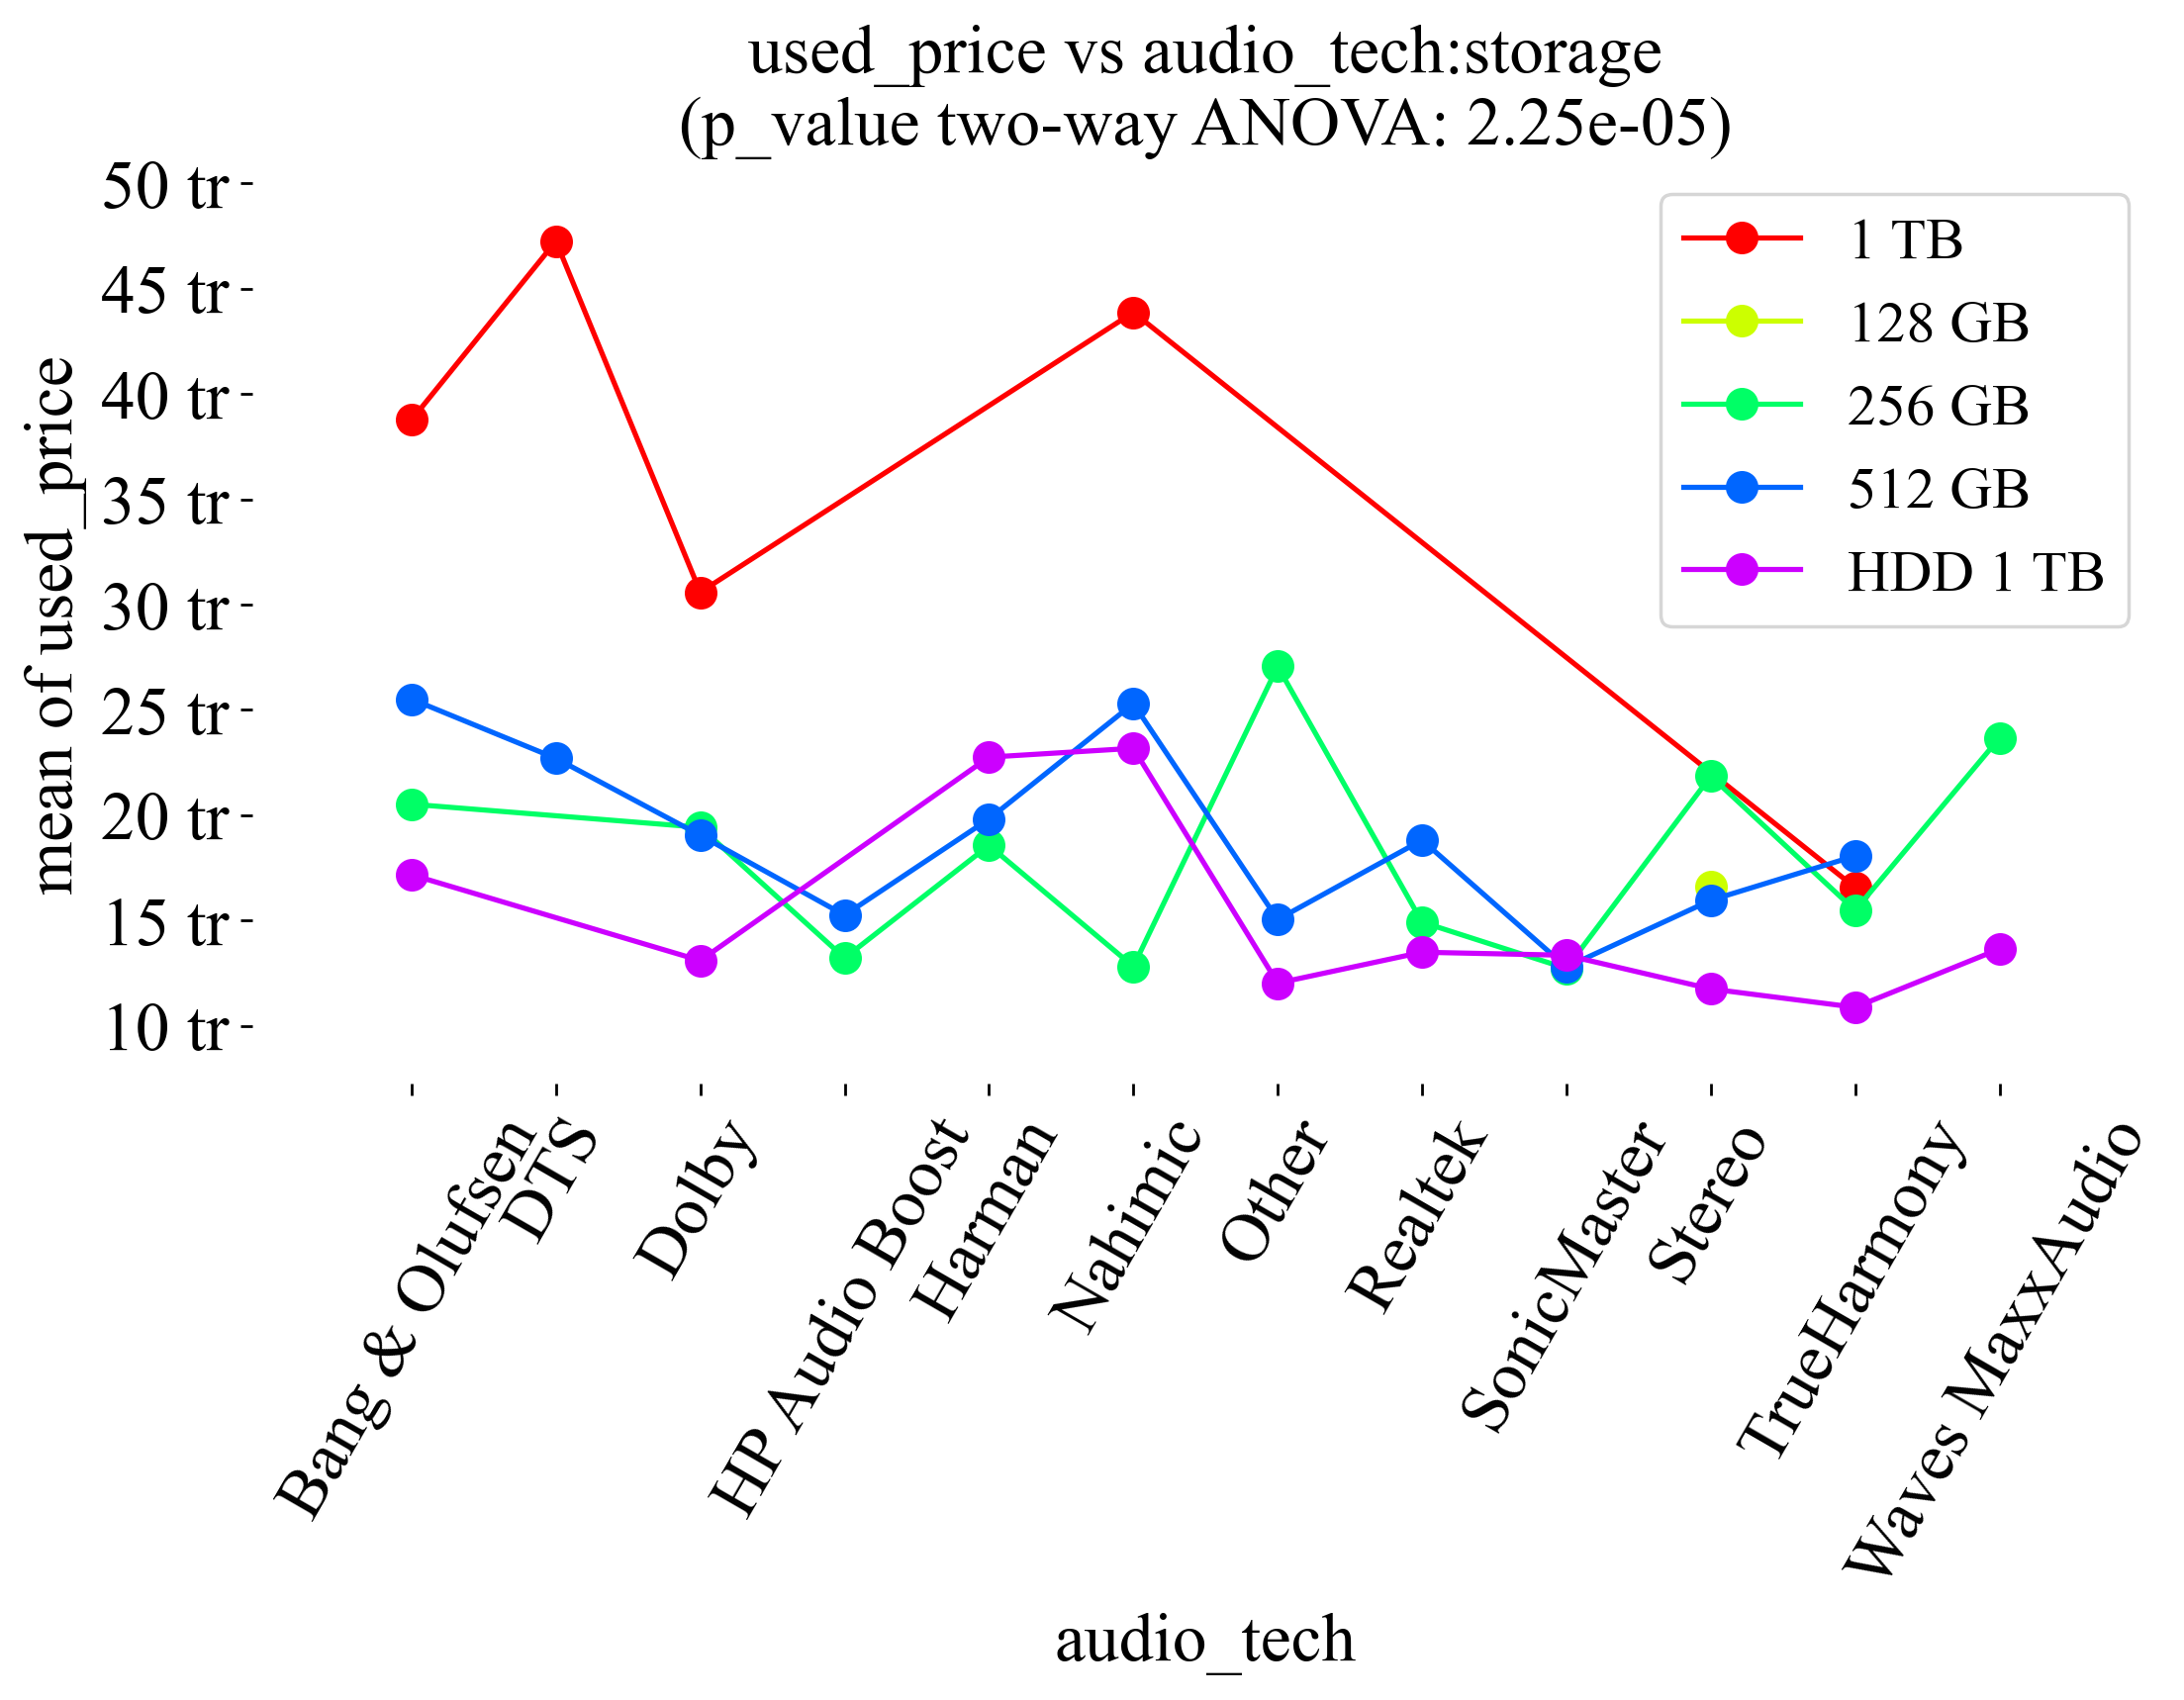 used_price vs audio_tech:storage
(p_value two-way ANOVA: 2.25e-05)
50 tr
45 tr
40 tr
35 tr
30 tr
25 tr
20 tr
15 tr
10 tr
mean of used_price
1 TB
128 GB
256 GB
512 GB
HDD 1 TB
Bang & Olufsen
DTS
Dolby
HP Audio Boost
Harman
Nahimic
Other
Realtek
SonicMaster
Stereo
TrueHarmony
Waves MaxxAudio
audio_tech